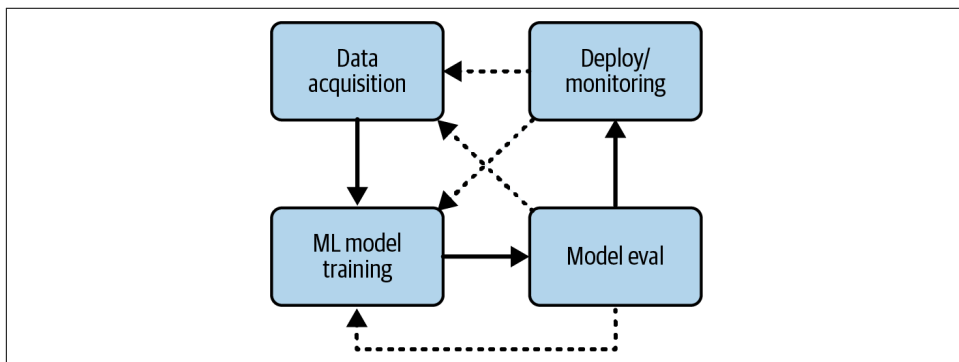 Data
acquisition
Deploy/
monitoring
ML model
training
Model eval